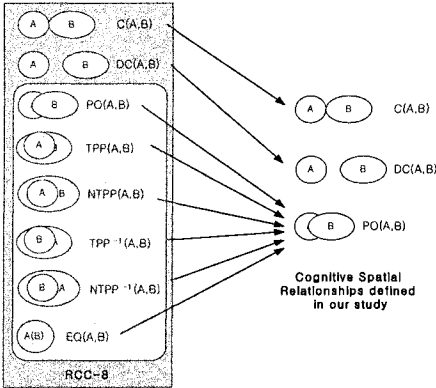 A B C(A,B)
A B DC(A,B)
B PO(A,B)
A B TPP(A,B)
A B NTPP(A,B)
B A TPP⁻¹(A,B)
B A NTPP⁻¹(A,B)
A(B) EQ(A,B)
RCC-8
A B C(A,B)
A B DC(A,B)
B PO(A,B)
Cognitive Spatial
Relationships defined
in our study